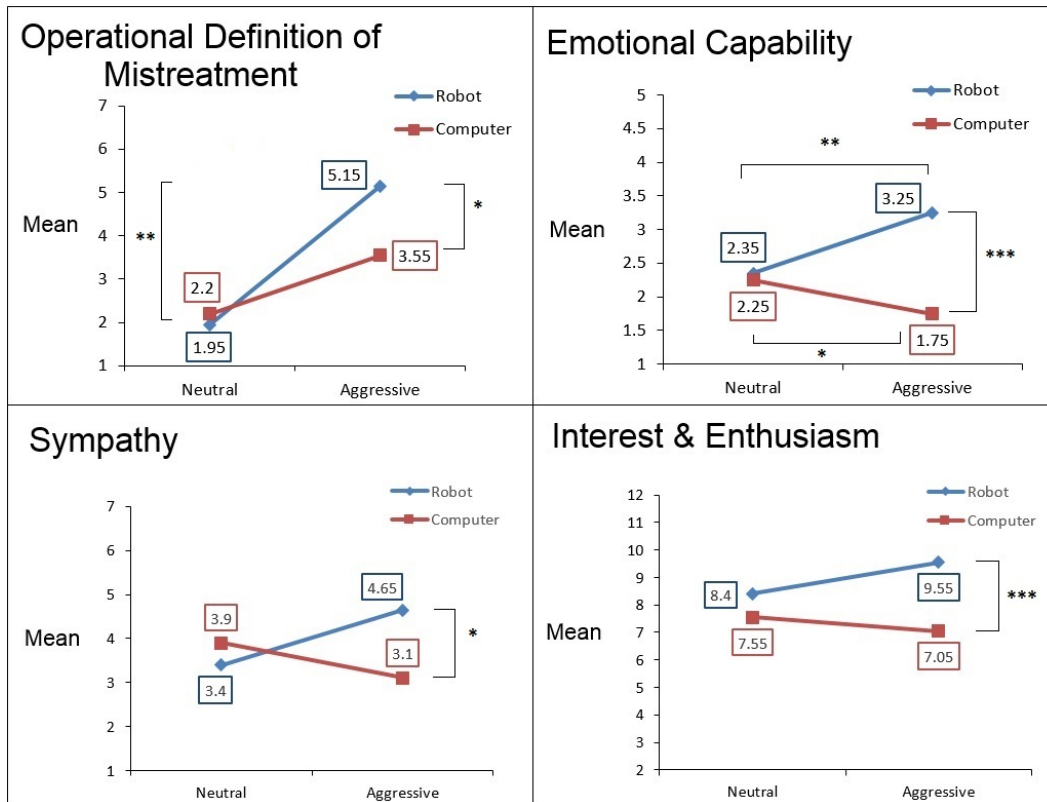 Operational Definition of
Mistreatment
Robot
Computer
7
6
5
4
3
2
1
Mean
**
*
5.15
3.55
2.2
1.95
Neutral
Aggressive
Emotional Capability
Robot
Computer
5
4.5
4
3.5
3
2.5
2
1.5
1
Mean
**
3.25
2.35
***
2.25
1.75
*
Neutral
Aggressive
Sympathy
Robot
Computer
7
6
5
4
3
2
1
Mean
4.65
3.9
*
3.1
3.4
Neutral
Aggressive
Interest & Enthusiasm
Robot
Computer
12
11
10
9
8
7
6
5
4
3
2
Mean
8.4
9.55
***
7.55
7.05
Neutral
Aggressive